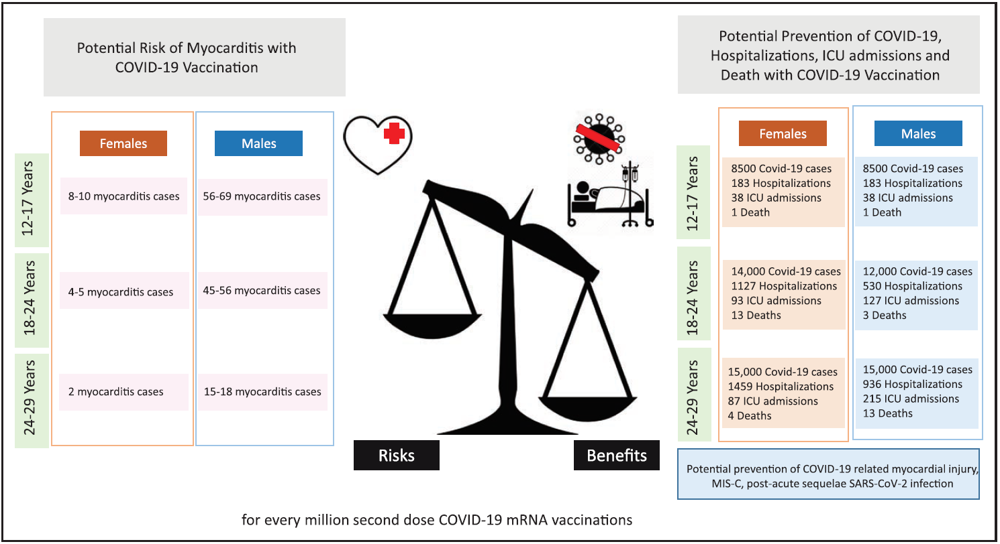 Potential Risk of Myocarditis with
COVID-19 Vaccination
Females
Males
12-17 Years
8-10 myocarditis cases
56-69 myocarditis cases
18-24 Years
4-5 myocarditis cases
45-56 myocarditis cases
24-29 Years
2 myocarditis cases
15-18 myocarditis cases
Risks
Benefits
Potential Prevention of COVID-19,
Hospitalizations, ICU admissions and
Death with COVID-19 Vaccination
Females
Males
12-17 Years
8500 Covid-19 cases
183 Hospitalizations
38 ICU admissions
1 Death
8500 Covid-19 cases
183 Hospitalizations
38 ICU admissions
1 Death
18-24 Years
14,000 Covid-19 cases
1127 Hospitalizations
93 ICU admissions
13 Deaths
12,000 Covid-19 cases
530 Hospitalizations
127 ICU admissions
3 Deaths
24-29 Years
15,000 Covid-19 cases
1459 Hospitalizations
87 ICU admissions
4 Deaths
15,000 Covid-19 cases
936 Hospitalizations
215 ICU admissions
13 Deaths
Potential prevention of COVID-19 related myocardial injury,
MIS-C, post-acute sequelae SARS-CoV-2 infection
for every million second dose COVID-19 mRNA vaccinations